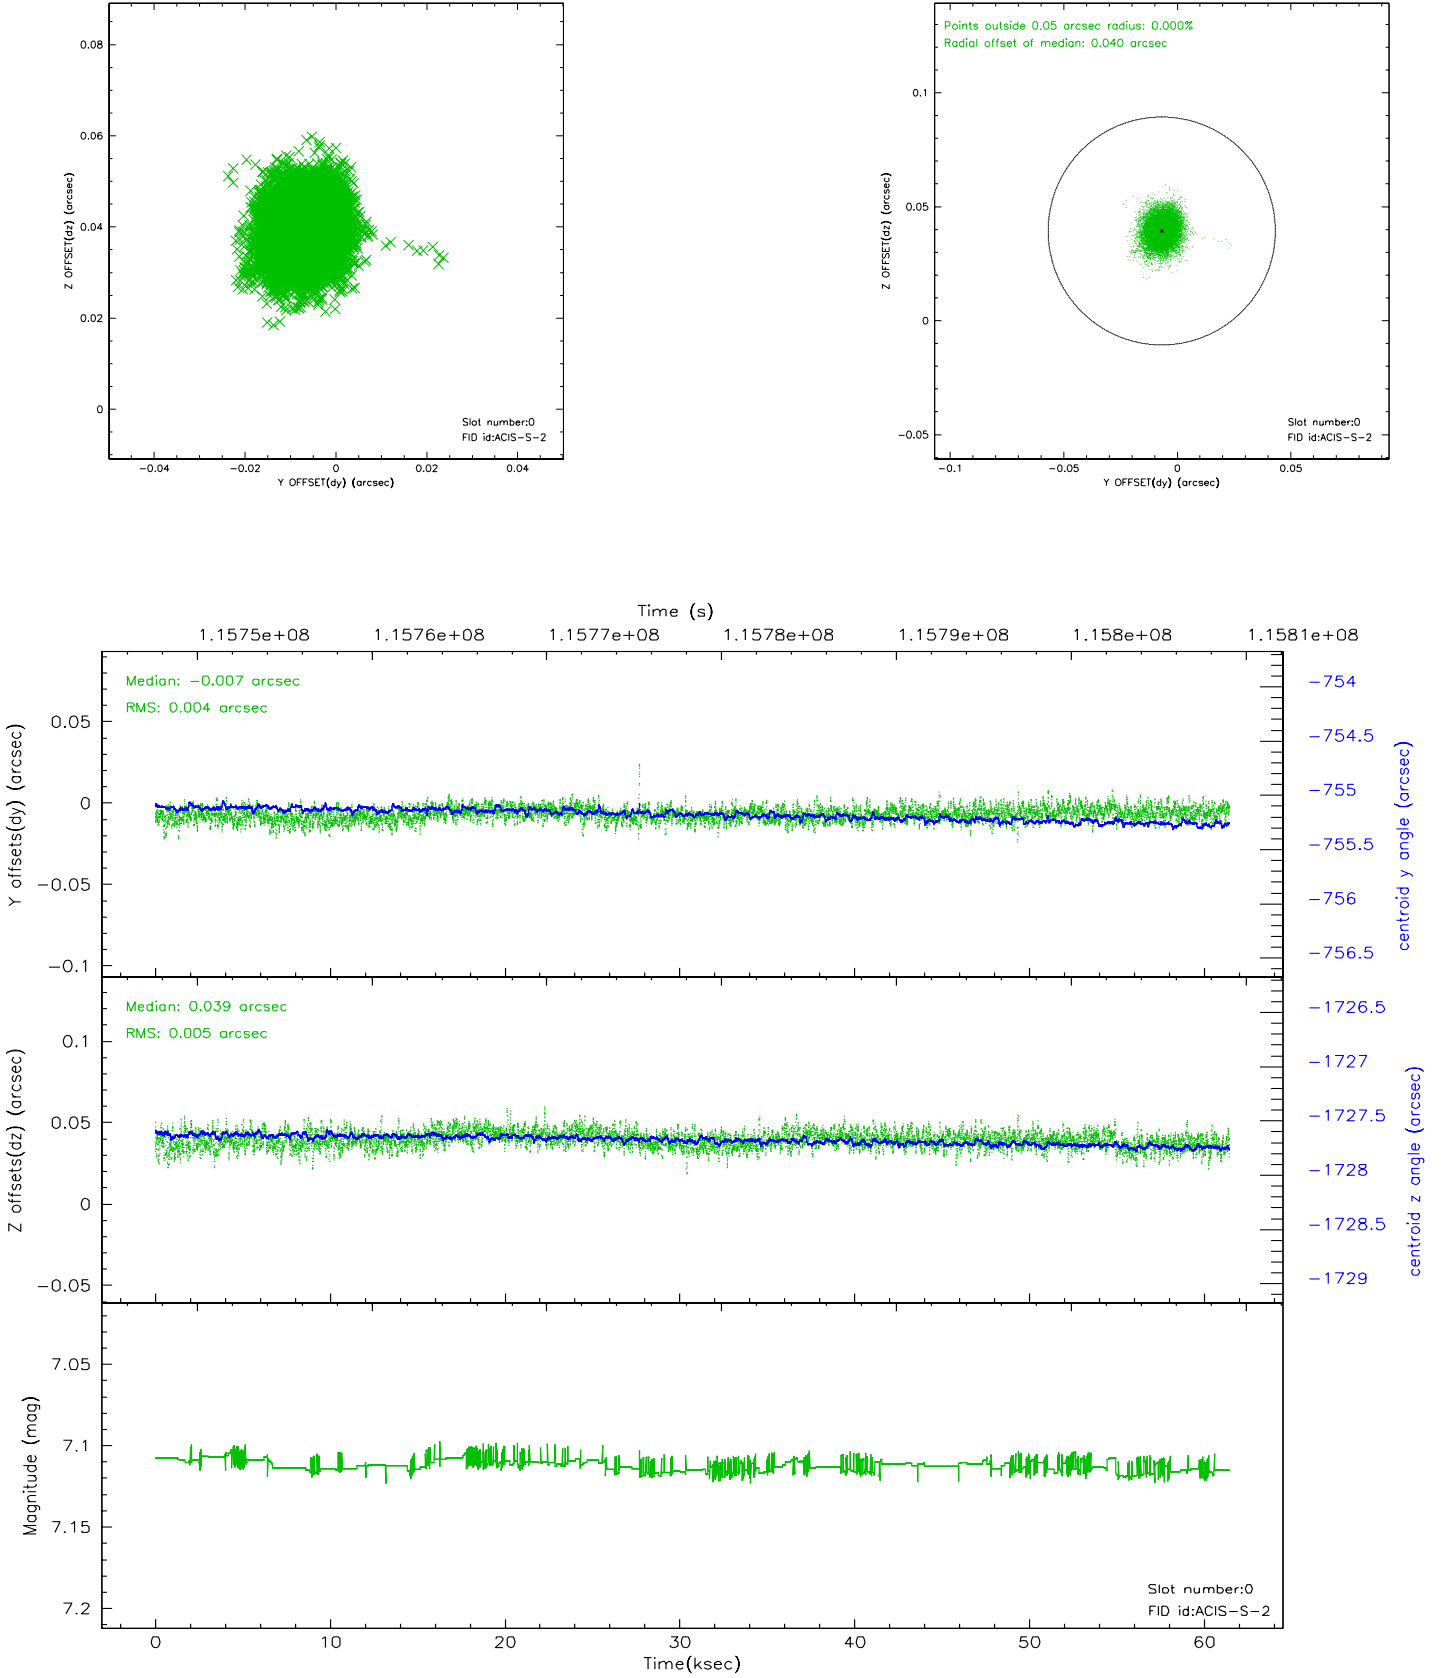 0.08
0.06
0.04
0.02
0
Z OFFSET(dz) (arcsec)
Slot number:0
FID id:ACIS-S-2
-0.04 -0.02 0 0.02 0.04
Y OFFSET(dy) (arcsec)
Points outside 0.05 arcsec radius: 0.000%
Radial offset of median: 0.040 arcsec
0.1
0.05
0
-0.05
Z OFFSET(dz) (arcsec)
Slot number:0
FID id:ACIS-S-2
-0.1 -0.05 0 0.05
Y OFFSET(dy) (arcsec)
Time (s)
1.1575e+08 1.1576e+08 1.1577e+08 1.1578e+08 1.1579e+08 1.158e+08 1.1581e+08
Median: -0.007 arcsec
RMS: 0.004 arcsec
0.05
0
-0.05
-0.1
Y offsets(dy) (arcsec)
-754
-754.5
-755
-755.5
-756
-756.5
centroid y angle (arcsec)
Median: 0.039 arcsec
RMS: 0.005 arcsec
0.1
0.05
0
-0.05
Z offsets(dz) (arcsec)
-1726.5
-1727
-1727.5
-1728
-1728.5
-1729
centroid z angle (arcsec)
7.05
7.1
7.15
7.2
Magnitude (mag)
Slot number:0
FID id:ACIS-S-2
0 10 20 30 40 50 60
Time(ksec)